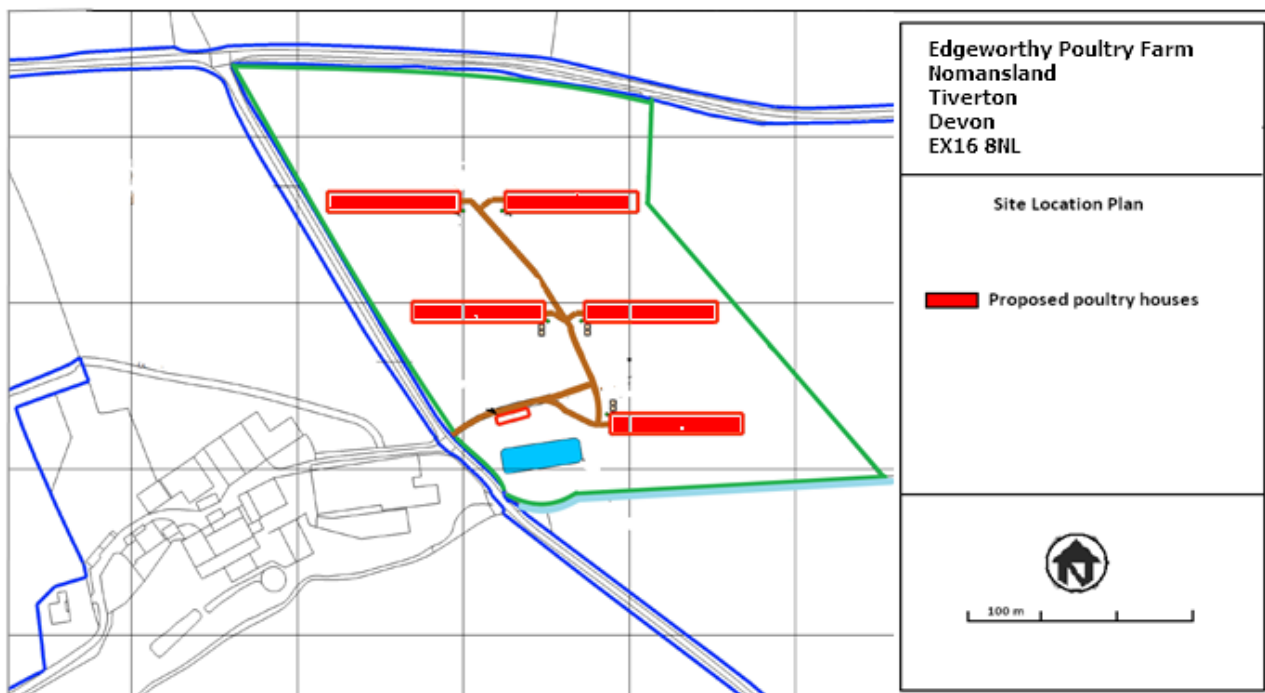 Edgeworthy Poultry Farm
Nomansland
Tiverton
Devon
EX16 8NL
Site Location Plan
Proposed poultry houses
N
100 m